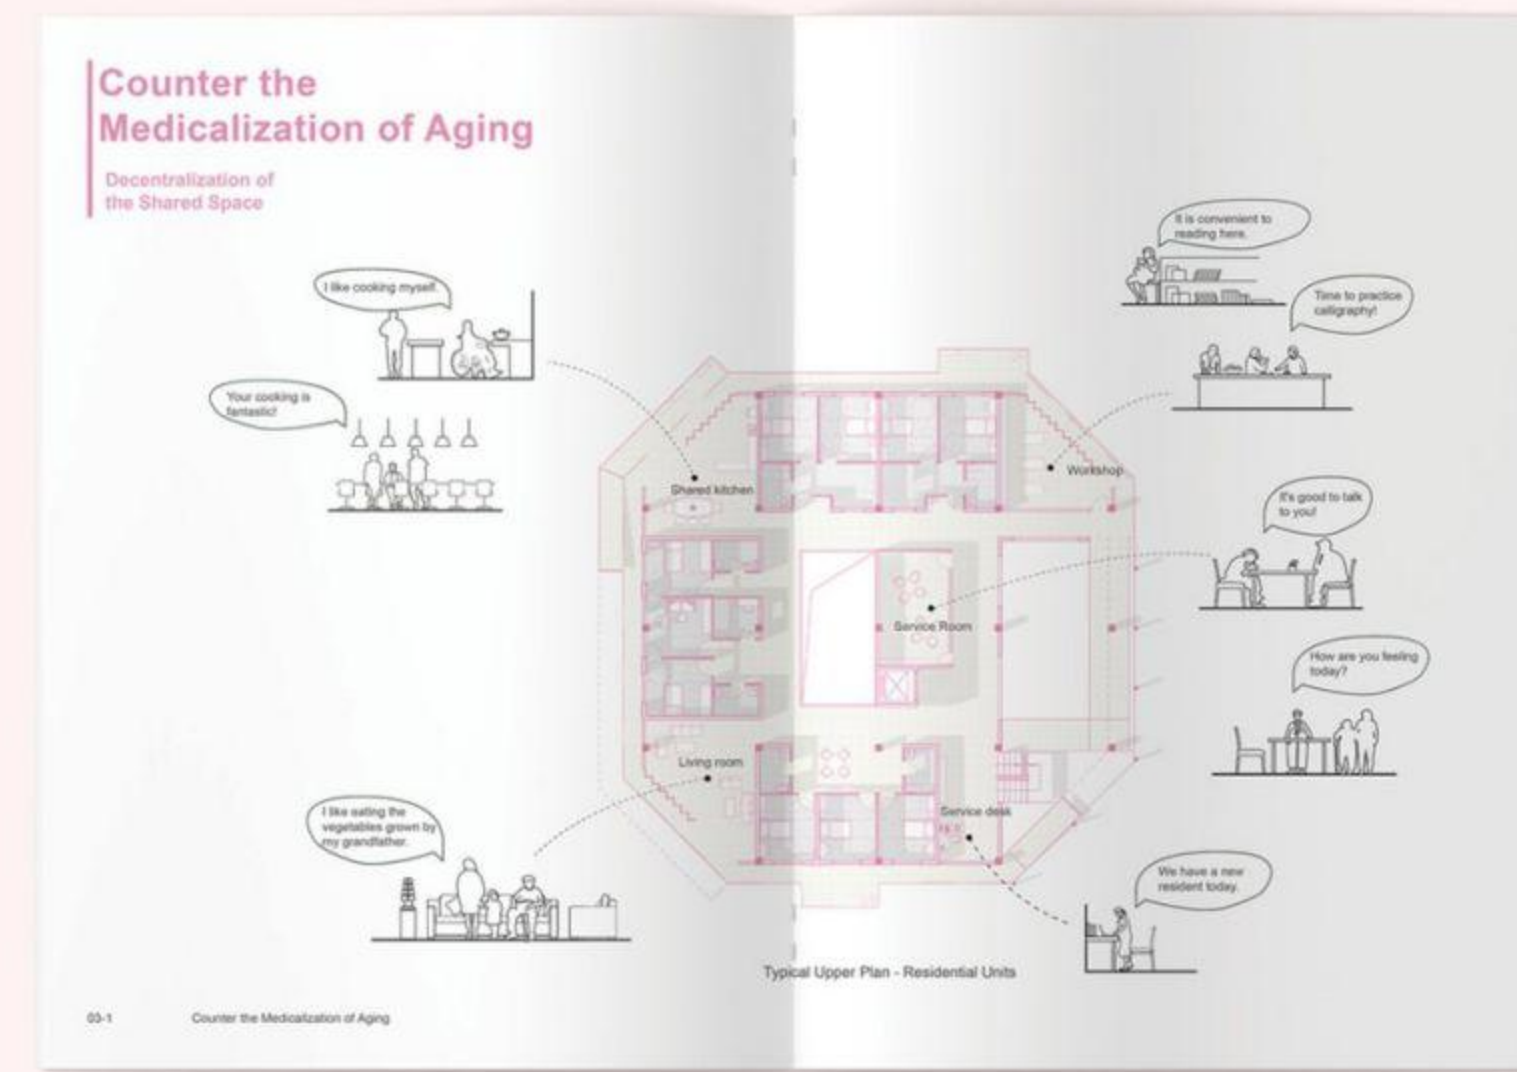 Counter the
Medicalization of Aging
Decentralization of
the Shared Space
I like cooking myself.
Your cooking is
fantastic!
I like eating the
vegetables grown by
my grandfather.
It is convenient to
reading here.
Time to practice
calligraphy!
It's good to talk
to you!
How are you feeling
today?
We have a new
resident today.
Shared kitchen
Workshop
Service Room
Living room
Service desk
Typical Upper Plan - Residential Units
03-1
Counter the Medicalization of Aging